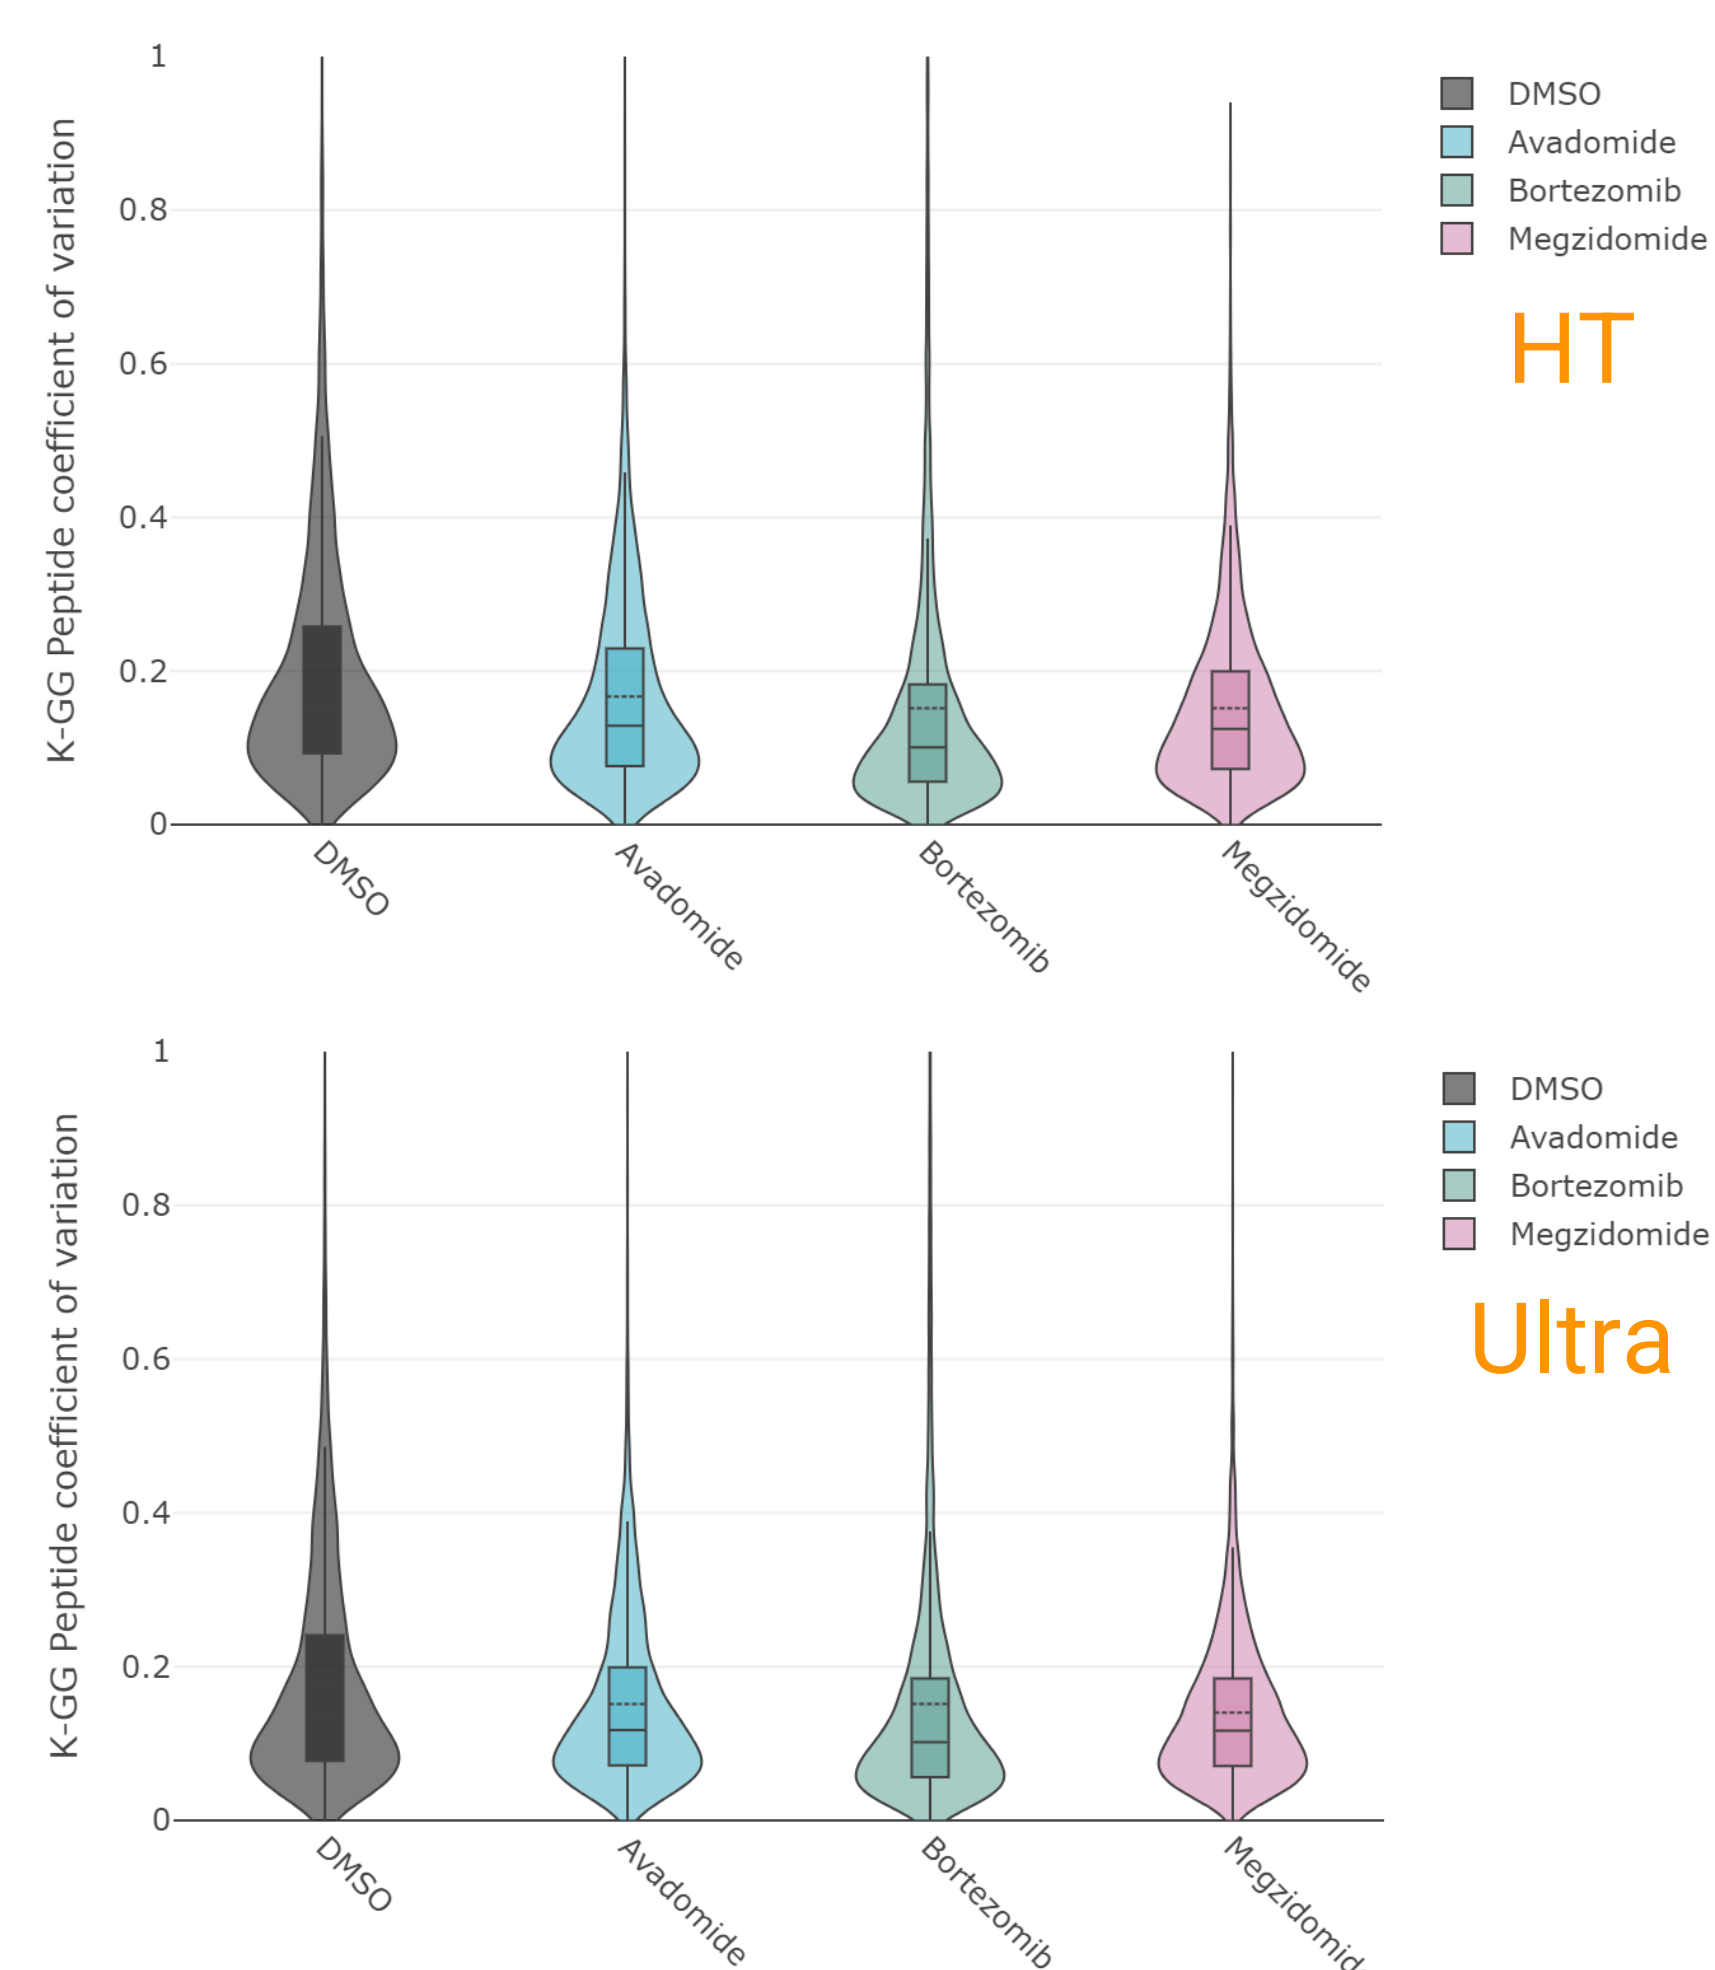 K-GG Peptide coefficient of variation
1
0.8
0.6
0.4
0.2
0
DMSO
Avadomide
Bortezomib
Megzidomide
DMSO
Avadomide
Bortezomib
Megzidomide
HT
K-GG Peptide coefficient of variation
1
0.8
0.6
0.4
0.2
0
DMSO
Avadomide
Bortezomib
Megzidomid
DMSO
Avadomide
Bortezomib
Megzidomide
Ultra